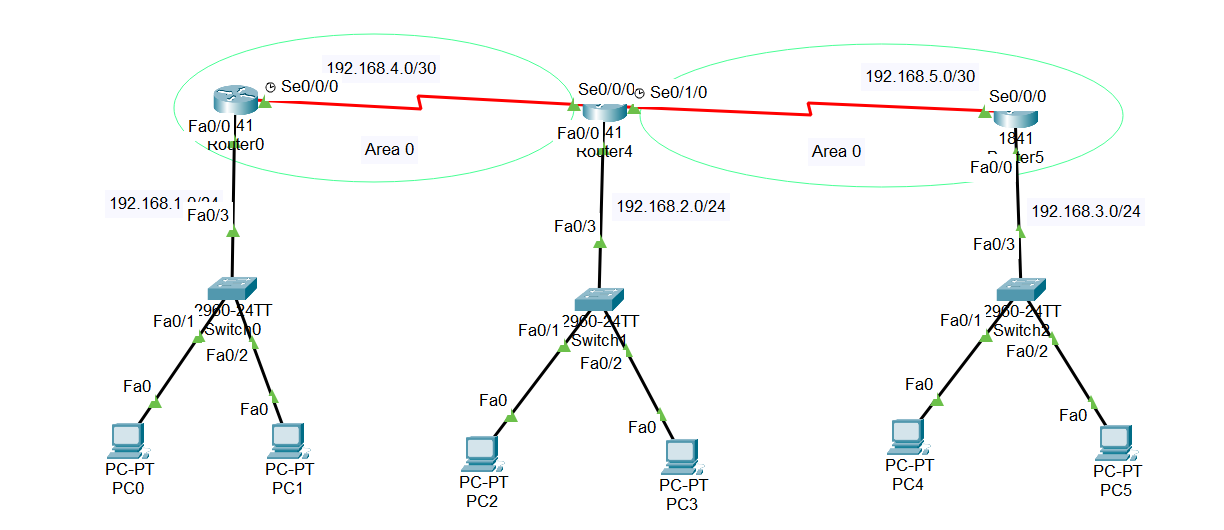 192.168.4.0/30
192.168.5.0/30
Se0/0/0
Se0/0/0
Se0/1/0
Se0/0/0
Fa0/0 41
Router0
Fa0/0 41
Router4
1841
Area 0
Area 0
Fa0/0
192.168.1
Fa0/3
192.168.2.0/24
192.168.3.0/24
Fa0/3
Fa0/3
2960-24TT
Switch0
Fa0/1
Fa0/2
2960-24TT
Switch1
Fa0/1
Fa0/2
2960-24TT
Switch2
Fa0/1
Fa0/2
Fa0
Fa0
Fa0
Fa0
Fa0
Fa0
PC-PT
PC0
PC-PT
PC1
PC-PT
PC2
PC-PT
PC3
PC-PT
PC4
PC-PT
PC5